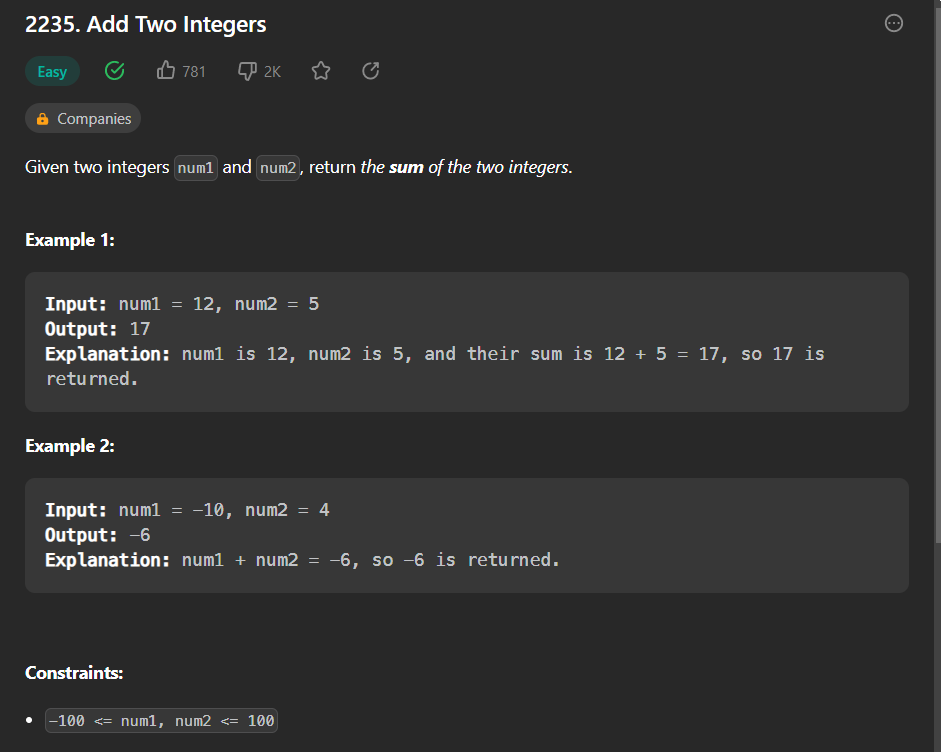 2235. Add Two Integers
Easy
781
2K
Companies
Given two integers num1 and num2, return the sum of the two integers.
Example 1:
Input: num1 = 12, num2 = 5
Output: 17
Explanation: num1 is 12, num2 is 5, and their sum is 12 + 5 = 17, so 17 is
returned.
Example 2:
Input: num1 = -10, num2 = 4
Output: -6
Explanation: num1 + num2 = -6, so -6 is returned.
Constraints:
-100 <= num1, num2 <= 100